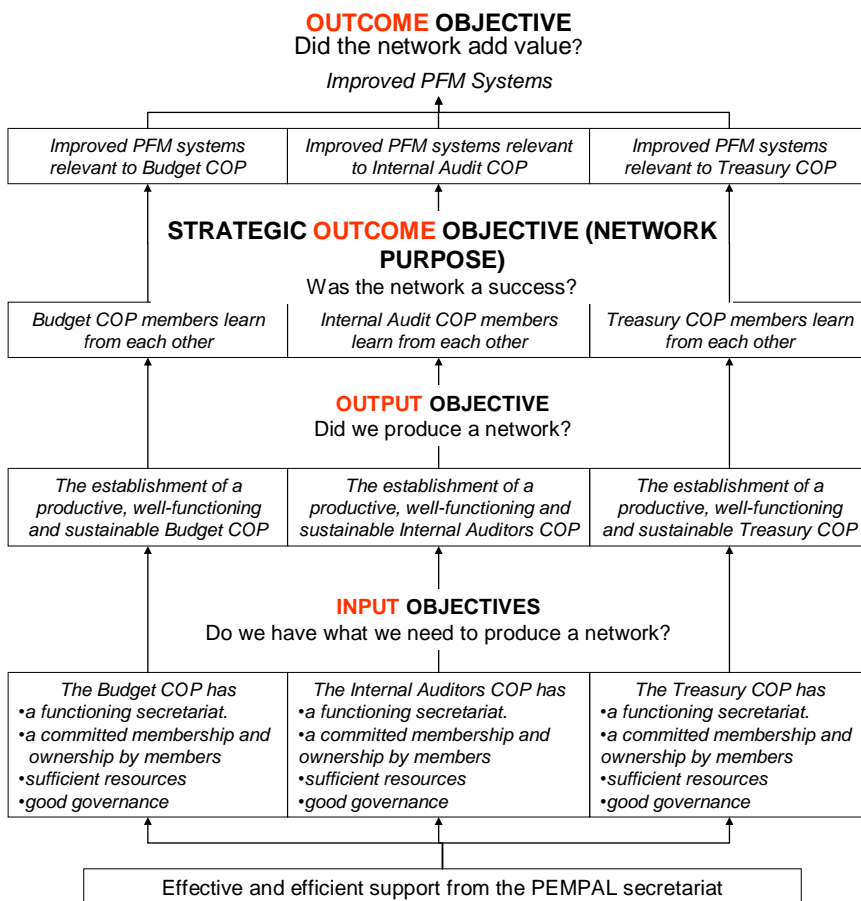 OUTCOME OBJECTIVE
Did the network add value?
Improved PFM Systems
Improved PFM systems
relevant to Budget COP
Improved PFM systems relevant
to Internal Audit COP
Improved PFM systems
relevant to Treasury COP
STRATEGIC OUTCOME OBJECTIVE (NETWORK
PURPOSE)
Was the network a success?
Budget COP members learn
from each other
Internal Audit COP members
learn from each other
Treasury COP members learn
from each other
OUTPUT OBJECTIVE
Did we produce a network?
The establishment of a
productive, well-functioning
and sustainable Budget COP
The establishment of a
productive, well-functioning and
sustainable Internal Auditors COP
The establishment of a
productive, well-functioning
and sustainable Treasury COP
INPUT OBJECTIVES
Do we have what we need to produce a network?
The Budget COP has
•a functioning secretariat.
•a committed membership and
ownership by members
•sufficient resources
•good governance
The Internal Auditors COP has
•a functioning secretariat.
•a committed membership and
ownership by members
•sufficient resources
•good governance
The Treasury COP has
•a functioning secretariat.
•a committed membership and
ownership by members
•sufficient resources
•good governance
Effective and efficient support from the PEMPAL secretariat